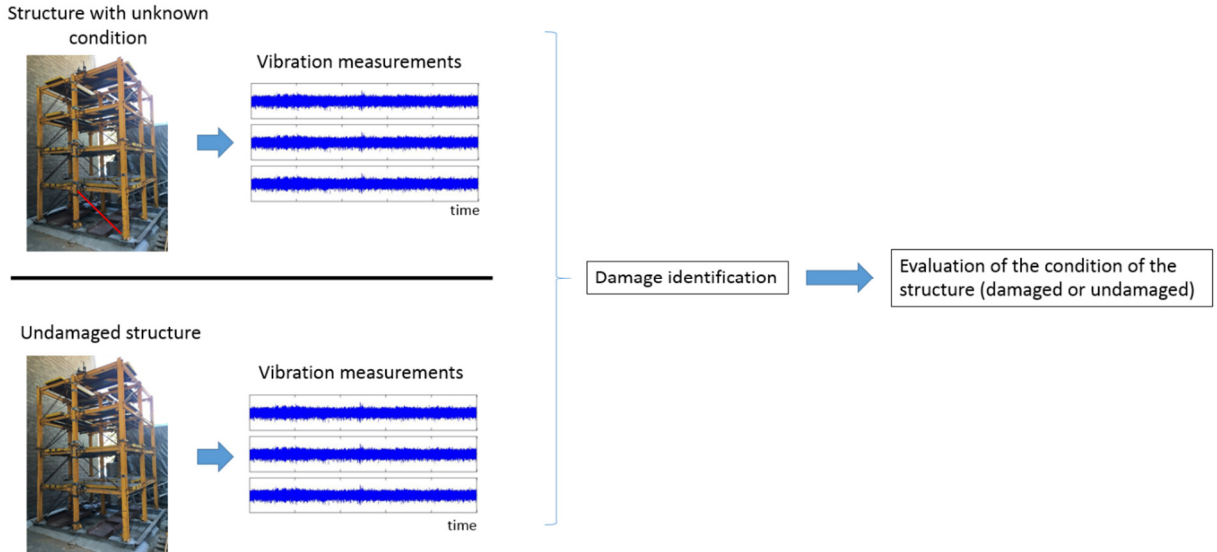 Structure with unknown
condition
Vibration measurements
time
Undamaged structure
Vibration measurements
time
Damage identification
Evaluation of the condition of the
structure (damaged or undamaged)